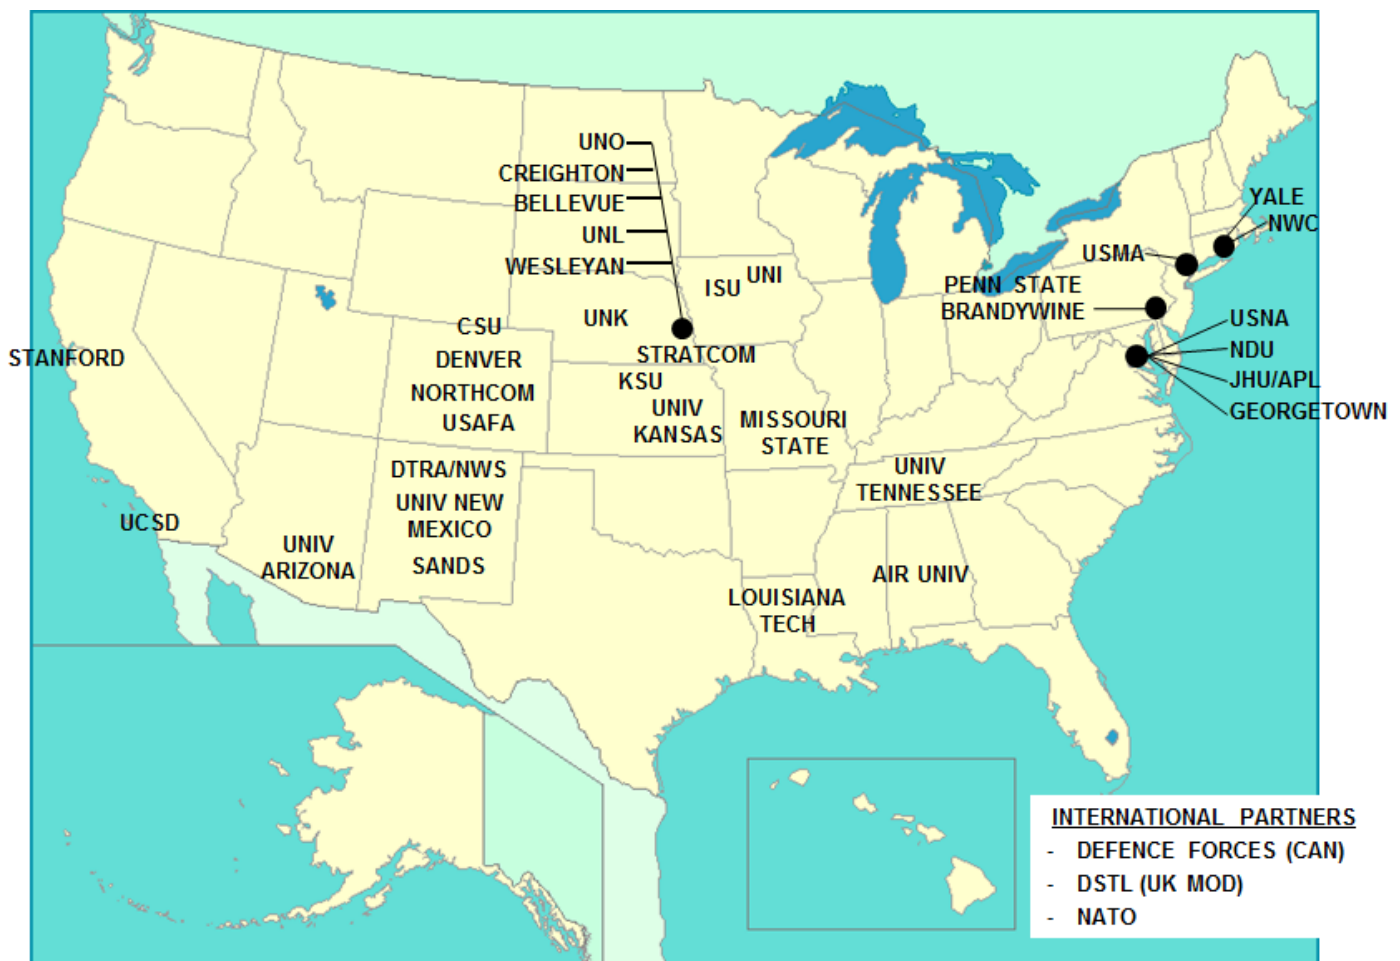 UNO
CREIGHTON
BELLEVUE
UNL
WESLEYAN
YALE
NWC
USMA
PENN STATE
BRANDYWINE
ISU
UNI
UNK
USNA
NDU
JHU/APL
GEORGETOWN
STANFORD
CSU
DENVER
NORTHCOM
USAFA
STRATCOM
KSU
UNIV
KANSAS
MISSOURI
STATE
DTRA/NWS
UNIV NEW
MEXICO
SANDS
UNIV
TENNESSEE
UCSD
UNIV
ARIZONA
AIR UNIV
LOUISIANA
TECH
INTERNATIONAL PARTNERS
- DEFENCE FORCES (CAN)
- DSTL (UK MOD)
- NATO